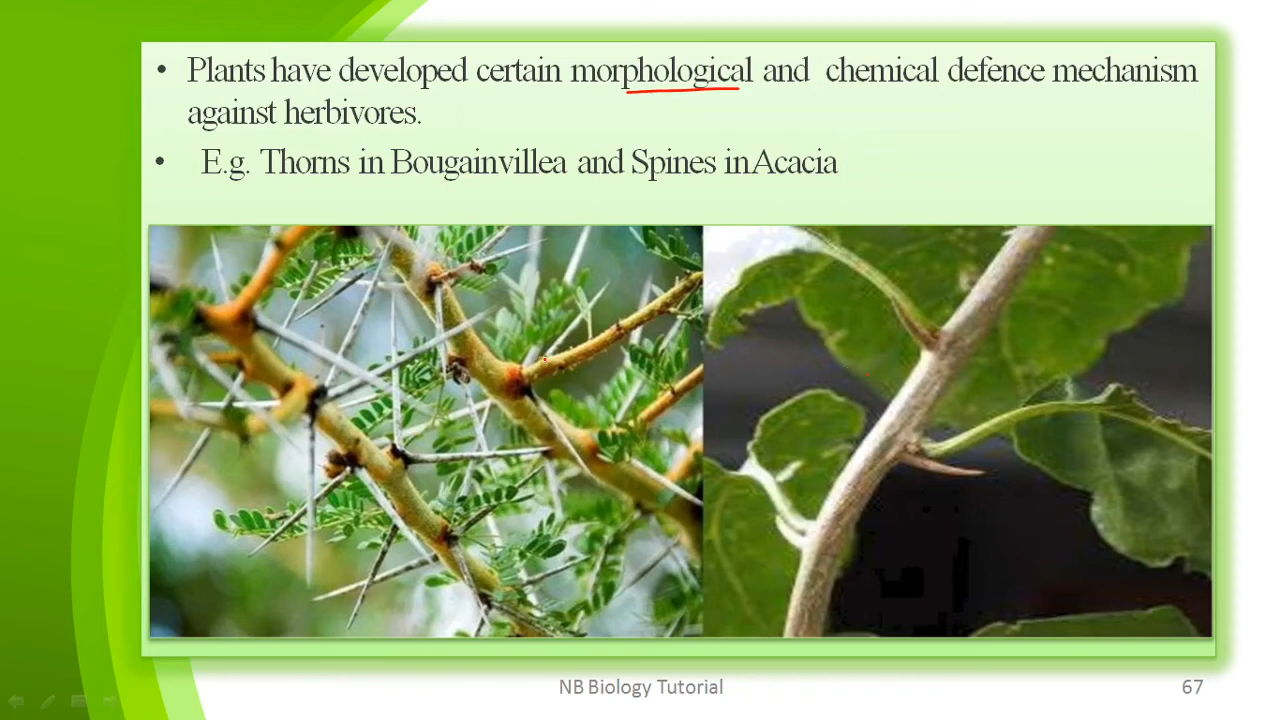 • Plants have developed certain morphological and chemical defence mechanism
against herbivores.
• E.g. Thorns in Bougainvillea and Spines in Acacia
NB Biology Tutorial
67